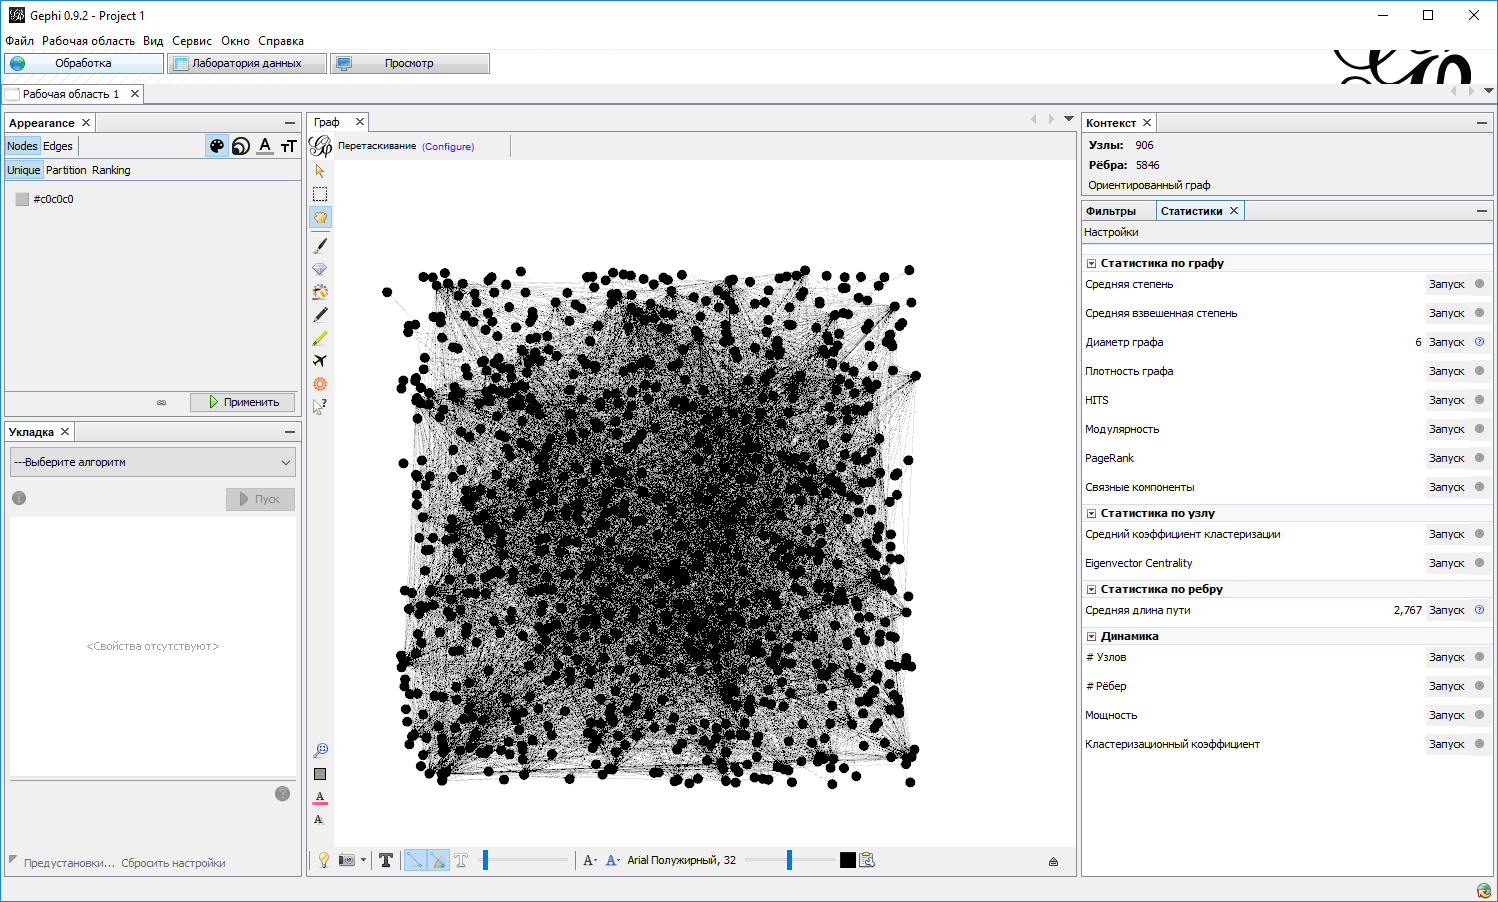 Gephi 0.9.2 - Project 1
Файл Рабочая область Вид Сервис Окно Справка
Обработка Лаборатория данных Просмотр
Рабочая область 1
Appearance
Nodes Edges
Unique Partition Ranking
#c0c0c0
Применить
Укладка
---Выберите алгоритм
Пуск
<Свойства отсутствуют>
Предустановки... Сбросить настройки
Граф
Перетаскивание (Configure)
Arial Полужирный, 32
Контекст
Узлы: 906
Рёбра: 5846
Ориентированный граф
Фильтры Статистики
Настройки
Статистика по графу
Средняя степень Запуск
Средняя взвешенная степень Запуск
Диаметр графа 6 Запуск
Плотность графа Запуск
HITS Запуск
Модулярность Запуск
PageRank Запуск
Связные компоненты Запуск
Статистика по узлу
Средний коэффициент кластеризации Запуск
Eigenvector Centrality Запуск
Статистика по ребру
Средняя длина пути 2,767 Запуск
Динамика
# Узлов Запуск
# Рёбер Запуск
Мощность Запуск
Кластеризационный коэффициент Запуск